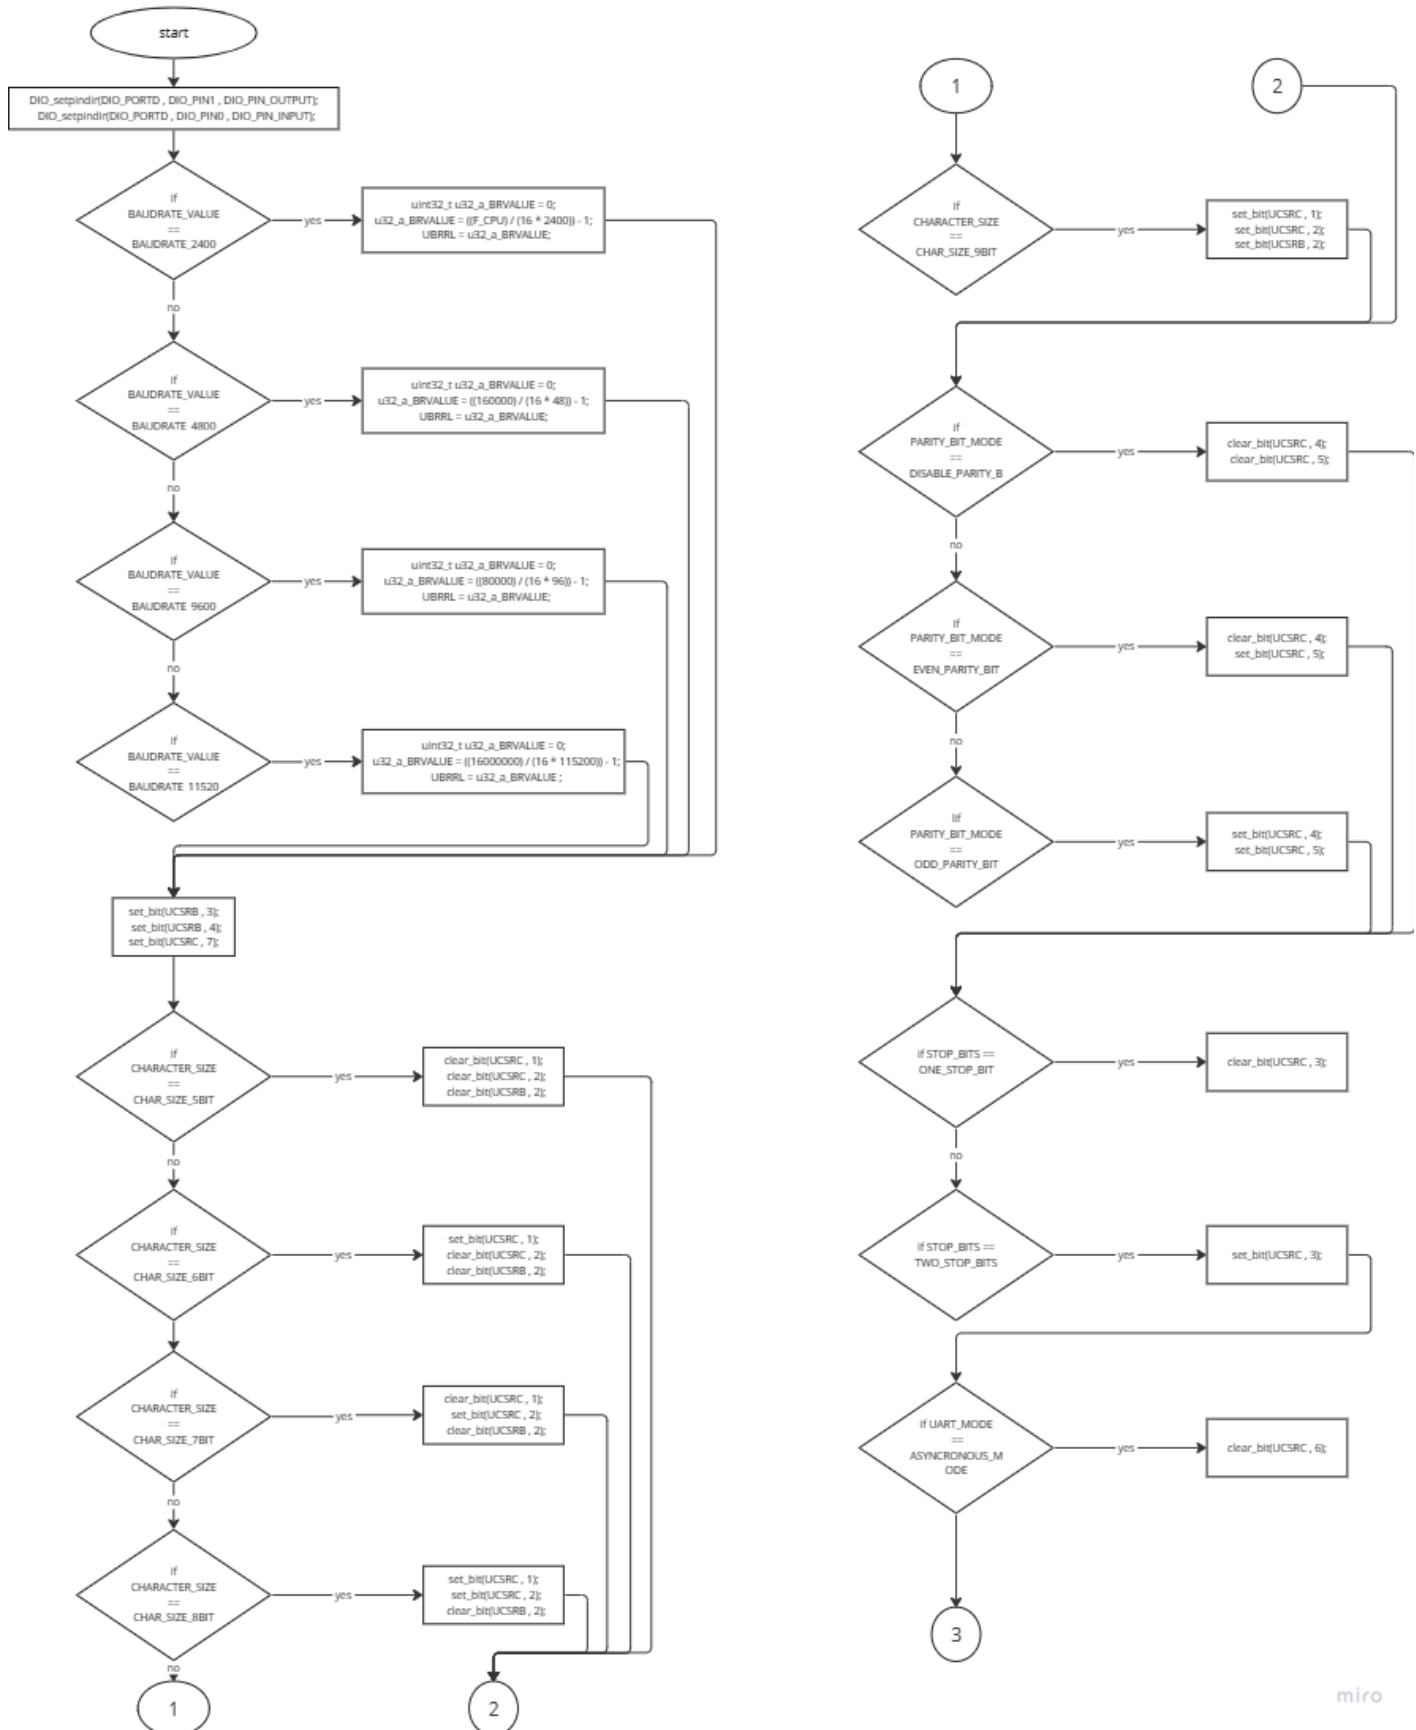 start
DIO_setpindir(DIO_PORTD , DIO_PIN1 , DIO_PIN_OUTPUT);
DIO_setpindir(DIO_PORTD , DIO_PIN0 , DIO_PIN_INPUT);
if
BAUDRATE_VALUE
==
BAUDRATE_2400
yes
uint32_t u32_a_BRVALUE = 0;
u32_a_BRVALUE = ((F_CPU) / (16 * 2400)) - 1;
UBRRL = u32_a_BRVALUE;
no
if
BAUDRATE_VALUE
==
BAUDRATE_4800
yes
uint32_t u32_a_BRVALUE = 0;
u32_a_BRVALUE = ((160000) / (16 * 48)) - 1;
UBRRL = u32_a_BRVALUE;
no
if
BAUDRATE_VALUE
==
BAUDRATE_9600
yes
uint32_t u32_a_BRVALUE = 0;
u32_a_BRVALUE = ((80000) / (16 * 96)) - 1;
UBRRL = u32_a_BRVALUE;
no
if
BAUDRATE_VALUE
==
BAUDRATE_11520
yes
uint32_t u32_a_BRVALUE = 0;
u32_a_BRVALUE = ((16000000) / (16 * 115200)) - 1;
UBRRL = u32_a_BRVALUE ;
set_bit(UCSRB , 3);
set_bit(UCSRB , 4);
set_bit(UCSRC , 7);
if
CHARACTER_SIZE
==
CHAR_SIZE_5BIT
yes
clear_bit(UCSRC , 1);
clear_bit(UCSRC , 2);
clear_bit(UCSRB , 2);
no
if
CHARACTER_SIZE
==
CHAR_SIZE_6BIT
yes
set_bit(UCSRC , 1);
clear_bit(UCSRC , 2);
clear_bit(UCSRB , 2);
if
CHARACTER_SIZE
==
CHAR_SIZE_7BIT
yes
clear_bit(UCSRC , 1);
set_bit(UCSRC , 2);
clear_bit(UCSRB , 2);
no
if
CHARACTER_SIZE
==
CHAR_SIZE_8BIT
yes
set_bit(UCSRC , 1);
set_bit(UCSRC , 2);
clear_bit(UCSRB , 2);
no
1
2
1
2
if
CHARACTER_SIZE
==
CHAR_SIZE_9BIT
yes
set_bit(UCSRC , 1);
set_bit(UCSRC , 2);
set_bit(UCSRB , 2);
if
PARITY_BIT_MODE
==
DISABLE_PARITY_B
yes
clear_bit(UCSRC , 4);
clear_bit(UCSRC , 5);
no
if
PARITY_BIT_MODE
==
EVEN_PARITY_BIT
yes
clear_bit(UCSRC , 4);
set_bit(UCSRC , 5);
no
iif
PARITY_BIT_MODE
==
ODD_PARITY_BIT
yes
set_bit(UCSRC , 4);
set_bit(UCSRC , 5);
if STOP_BITS ==
ONE_STOP_BIT
yes
clear_bit(UCSRC , 3);
no
if STOP_BITS ==
TWO_STOP_BITS
yes
set_bit(UCSRC , 3);
if UART_MODE
==
ASYNCRONOUS_M
ODE
yes
clear_bit(UCSRC , 6);
3
miro